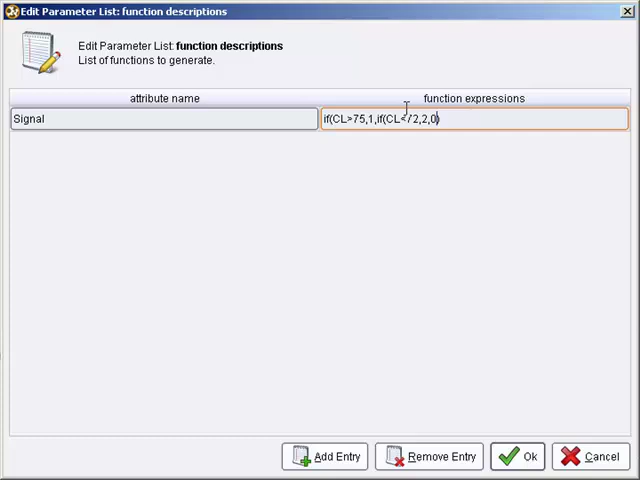 Edit Parameter List: function descriptions
Edit Parameter List: function descriptions
List of functions to generate.
attribute name function expressions
Signal if(CL>75,1,if(CL<72,2,0)
Add Entry Remove Entry Ok Cancel